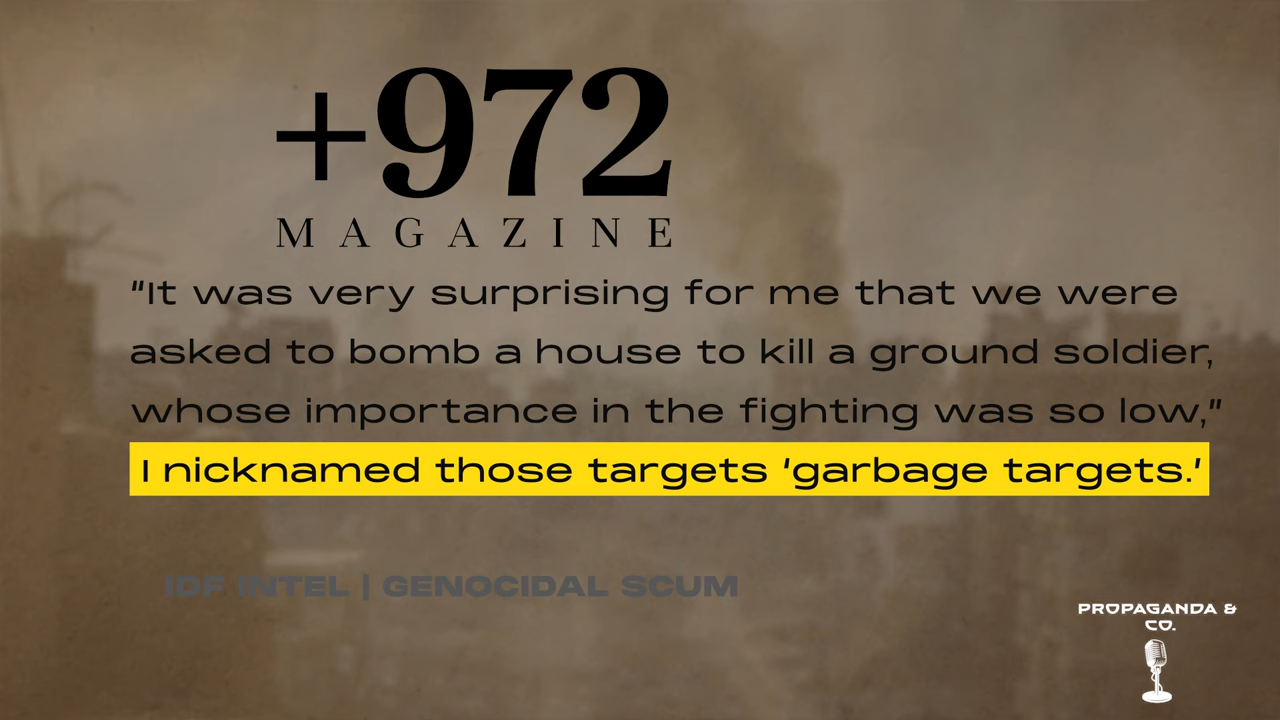 +972
MAGAZINE
"It was very surprising for me that we were
asked to bomb a house to kill a ground soldier,
whose importance in the fighting was so low,"
I nicknamed those targets 'garbage targets.'
IDF INTEL | GENOCIDAL SCUM
PROPAGANDA &
CO.